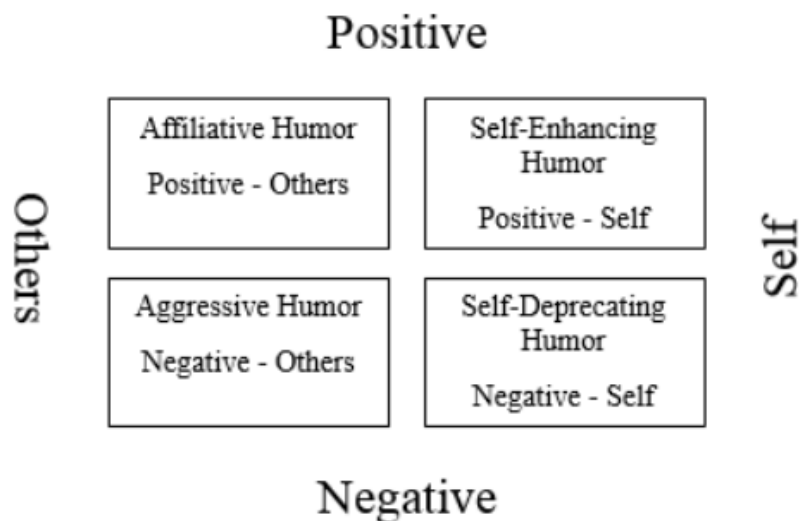 Positive
Others
Affiliative Humor
Positive - Others
Self-Enhancing
Humor
Positive - Self
Self
Aggressive Humor
Negative - Others
Self-Deprecating
Humor
Negative - Self
Negative